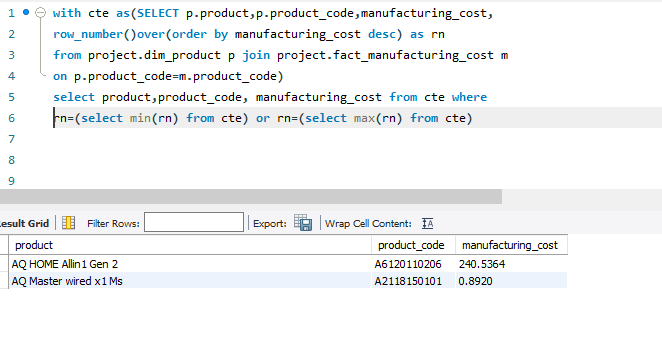 1 with cte as(SELECT p.product,p.product_code,manufacturing_cost,
2 row_number()over(order by manufacturing_cost desc) as rn
3 from project.dim_product p join project.fact_manufacturing_cost m
4 on p.product_code=m.product_code)
5 select product,product_code, manufacturing_cost from cte where
6 rn=(select min(rn) from cte) or rn=(select max(rn) from cte)
7
8
9
esult Grid Filter Rows: Export: Wrap Cell Content: IA
product product_code manufacturing_cost
AQ HOME Allin1 Gen 2 A6120110206 240.5364
AQ Master wired x1 Ms A2118150101 0.8920